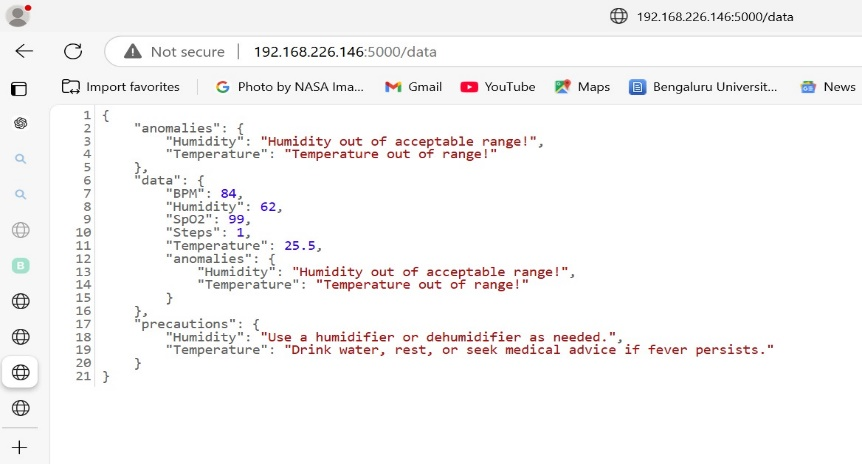 192.168.226.146:5000/data
Not secure 192.168.226.146:5000/data
Import favorites Photo by NASA Ima... Gmail YouTube Maps Bengaluru Universit... News
1 {
2     "anomalies": {
3         "Humidity": "Humidity out of acceptable range!",
4         "Temperature": "Temperature out of range!"
5     },
6     "data": {
7         "BPM": 84,
8         "Humidity": 62,
9         "SpO2": 99,
10         "Steps": 1,
11         "Temperature": 25.5,
12         "anomalies": {
13             "Humidity": "Humidity out of acceptable range!",
14             "Temperature": "Temperature out of range!"
15         }
16     },
17     "precautions": {
18         "Humidity": "Use a humidifier or dehumidifier as needed.",
19         "Temperature": "Drink water, rest, or seek medical advice if fever persists."
20     }
21 }
B